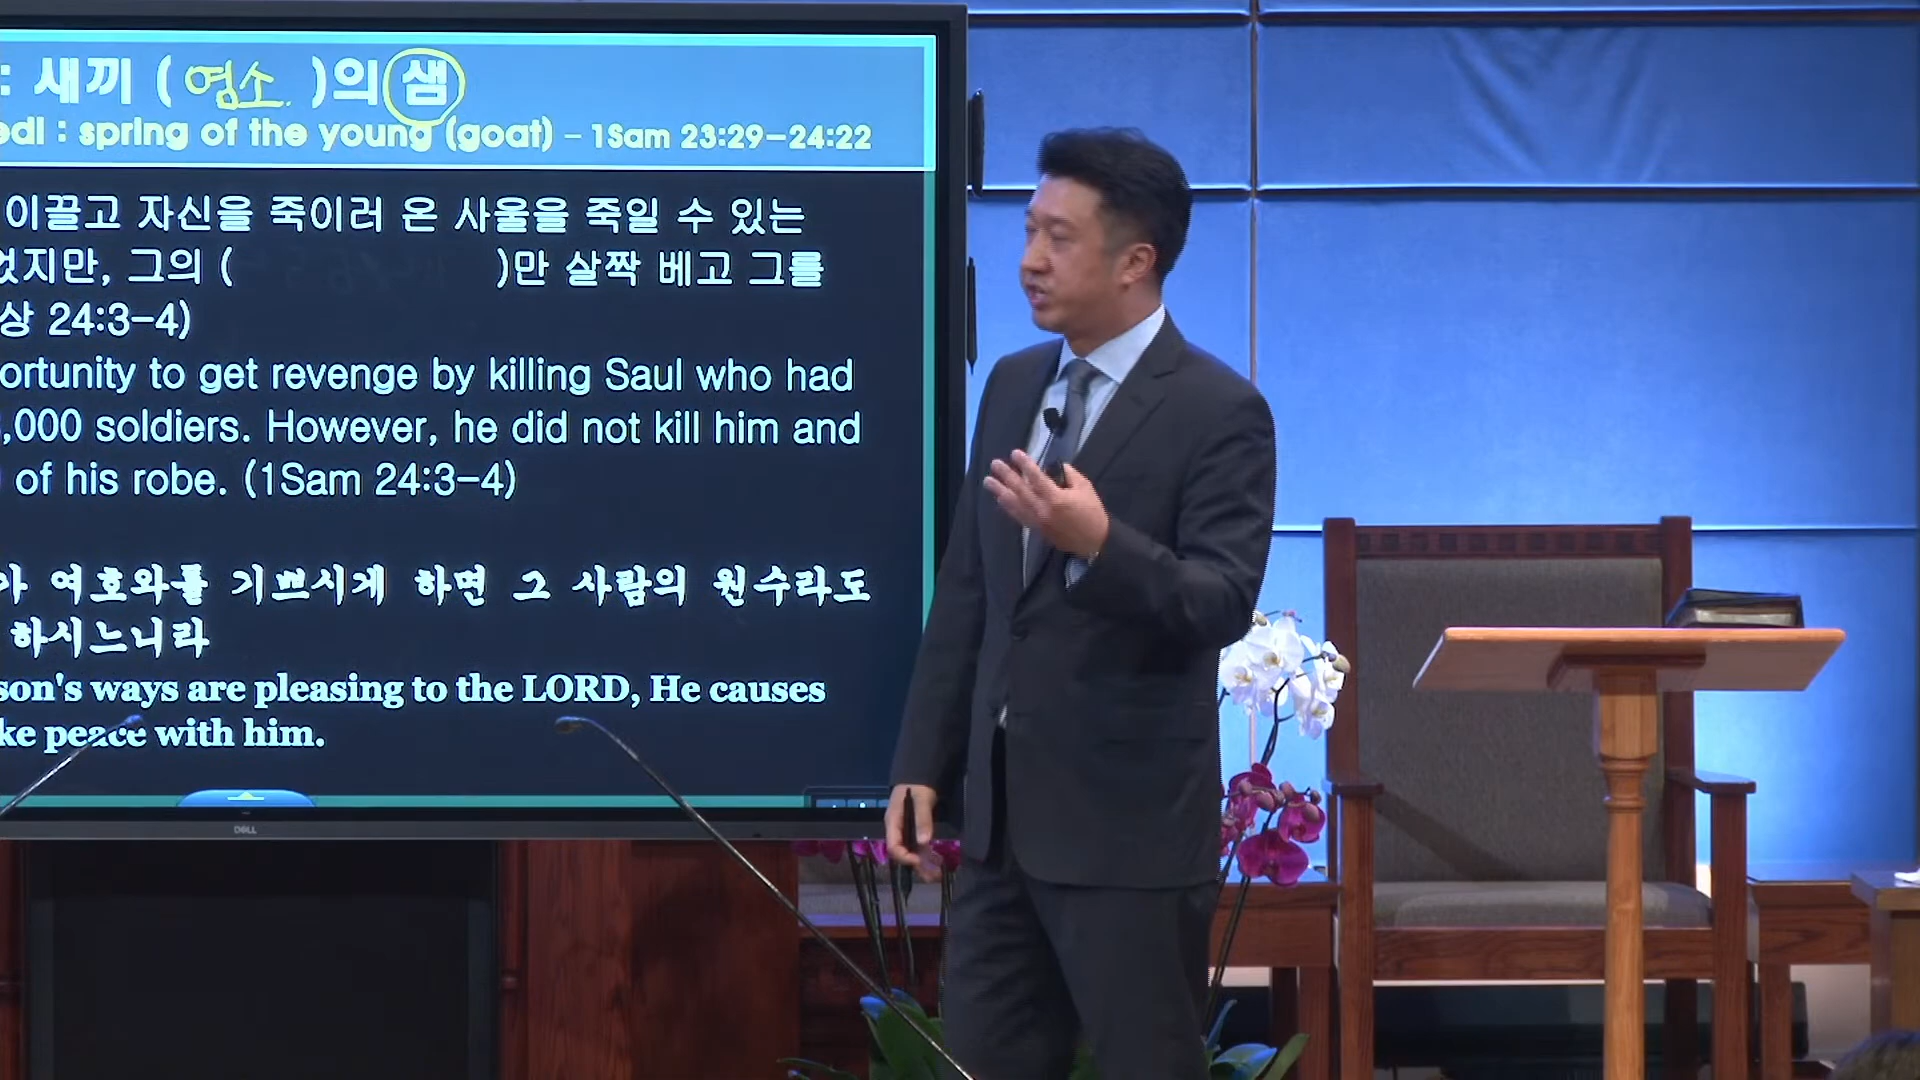 : 새끼 ( 염소 )의 샘
edi : spring of the young (goat) – 1Sam 23:29–24:22
이끌고 자신을 죽이러 온 사울을 죽일 수 있는
었지만, 그의 ( )만 살짝 베고 그를
상 24:3–4)
ortunity to get revenge by killing Saul who had
,000 soldiers. However, he did not kill him and
) of his robe. (1Sam 24:3–4)
여호와를 기쁘시게 하면 그 사람의 원수라도
하시느니라
son's ways are pleasing to the LORD, He causes
ke peace with him.
DELL